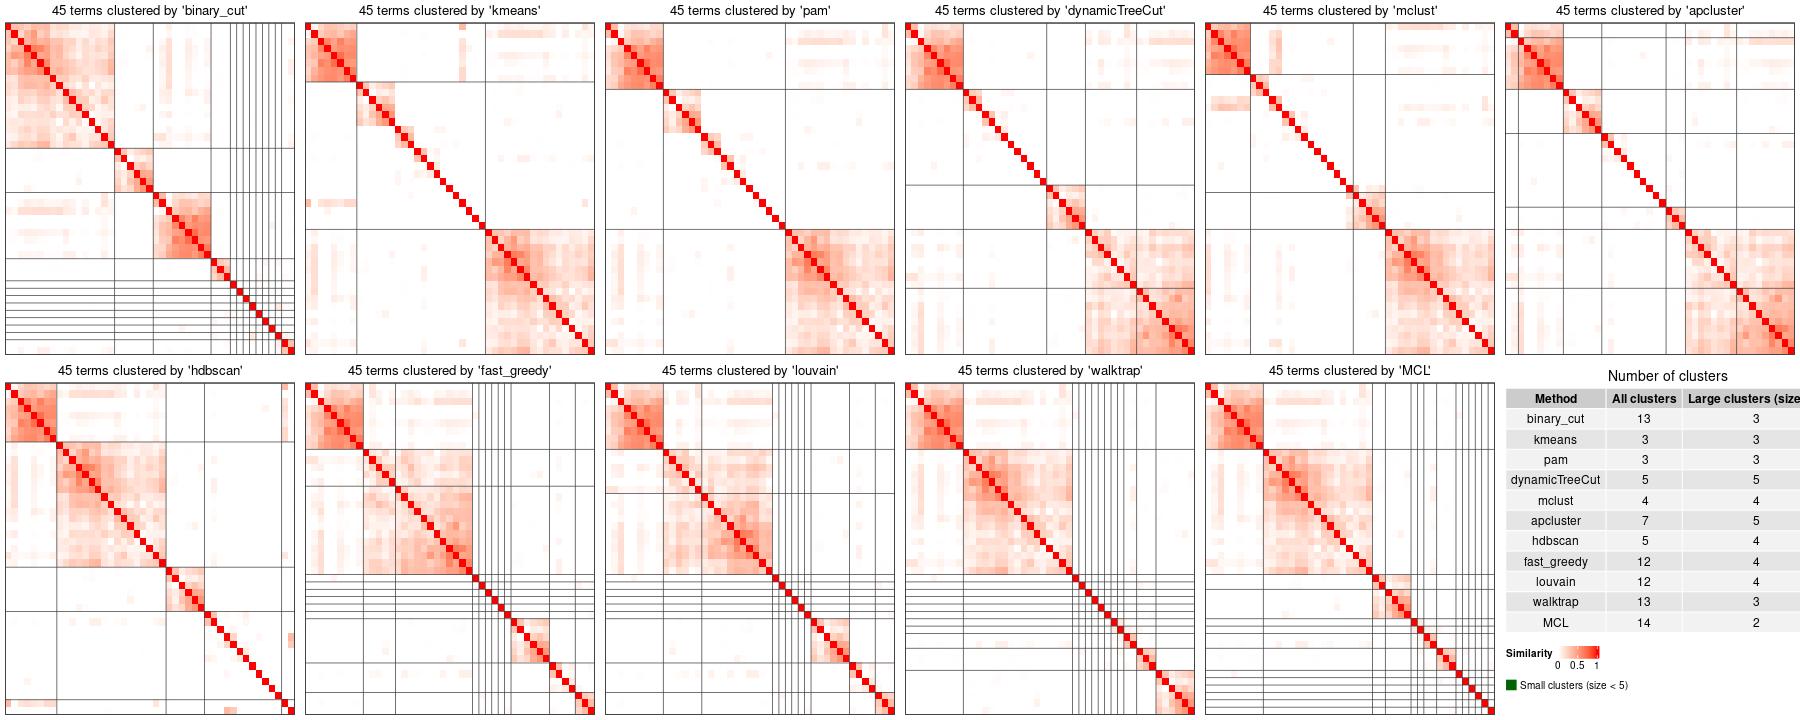 45 terms clustered by 'binary_cut'
45 terms clustered by 'kmeans'
45 terms clustered by 'pam'
45 terms clustered by 'dynamicTreeCut'
45 terms clustered by 'mclust'
45 terms clustered by 'apcluster'
45 terms clustered by 'hdbscan'
45 terms clustered by 'fast_greedy'
45 terms clustered by 'louvain'
45 terms clustered by 'walktrap'
45 terms clustered by 'MCL'
Number of clusters
Method All clusters Large clusters (size
binary_cut 13 3
kmeans 3 3
pam 3 3
dynamicTreeCut 5 5
mclust 4 4
apcluster 7 5
hdbscan 5 4
fast_greedy 12 4
louvain 12 4
walktrap 13 3
MCL 14 2
Similarity
0 0.5 1
Small clusters (size < 5)